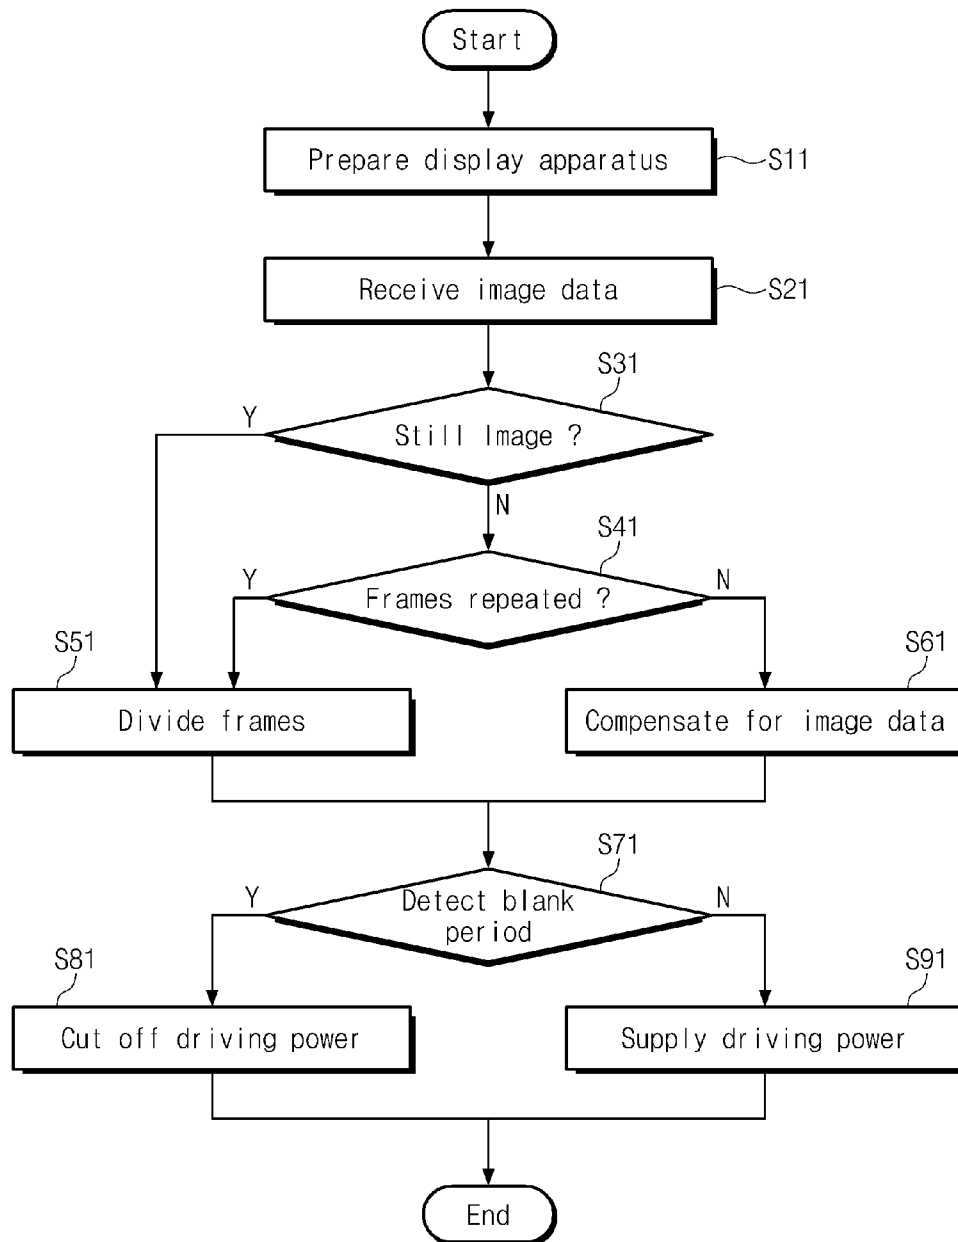 Start
Prepare display apparatus
S11
Receive image data
S21
S31
Y
Still Image ?
N
S41
Y
Frames repeated ?
N
S51
S61
Divide frames
Compensate for image data
S71
Y
Detect blank
period
N
S81
S91
Cut off driving power
Supply driving power
End